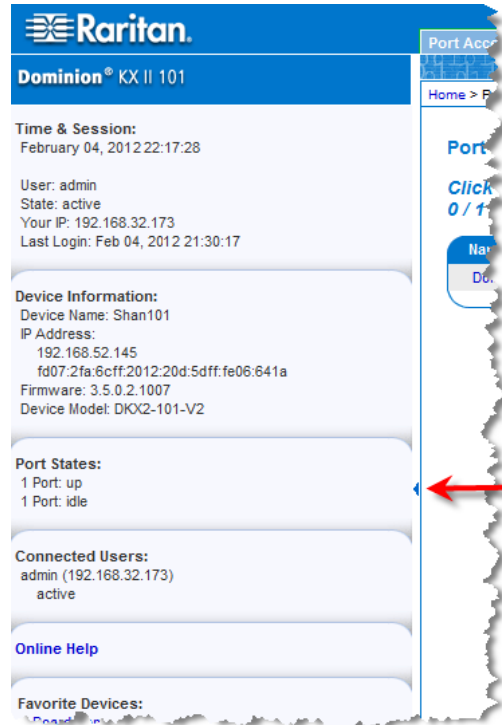 Raritan.
Dominion® KX II 101
Time & Session:
February 04, 2012 22:17:28
User: admin
State: active
Your IP: 192.168.32.173
Last Login: Feb 04, 2012 21:30:17
Device Information:
Device Name: Shan101
IP Address:
192.168.52.145
fd07:2fa:6cff:2012:20d:5dff:fe06:641a
Firmware: 3.5.0.2.1007
Device Model: DKX2-101-V2
Port States:
1 Port: up
1 Port: idle
Connected Users:
admin (192.168.32.173)
active
Online Help
Favorite Devices:
Port Acc
Home > P
Port
Click
0 / 1
Na
Do